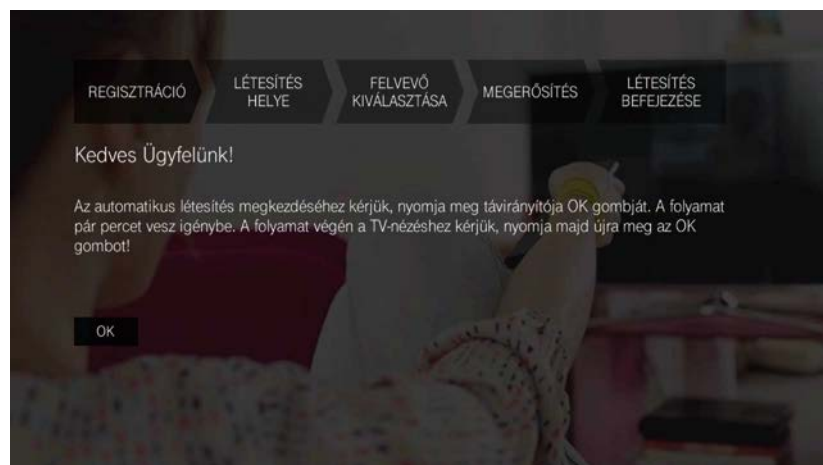 REGISZTRÁCIÓ
LÉTESÍTÉS
HELYE
FELVEVŐ
KIVÁLASZTÁSA
MEGERŐSÍTÉS
LÉTESÍTÉS
BEFEJEZÉSE
Kedves Ügyfelünk!
Az automatikus létesítés megkezdéséhez kérjük, nyomja meg távirányítója OK gombját. A folyamat
pár percet vesz igénybe. A folyamat végén a TV-nézéshez kérjük, nyomja majd újra meg az OK
gombot!
OK